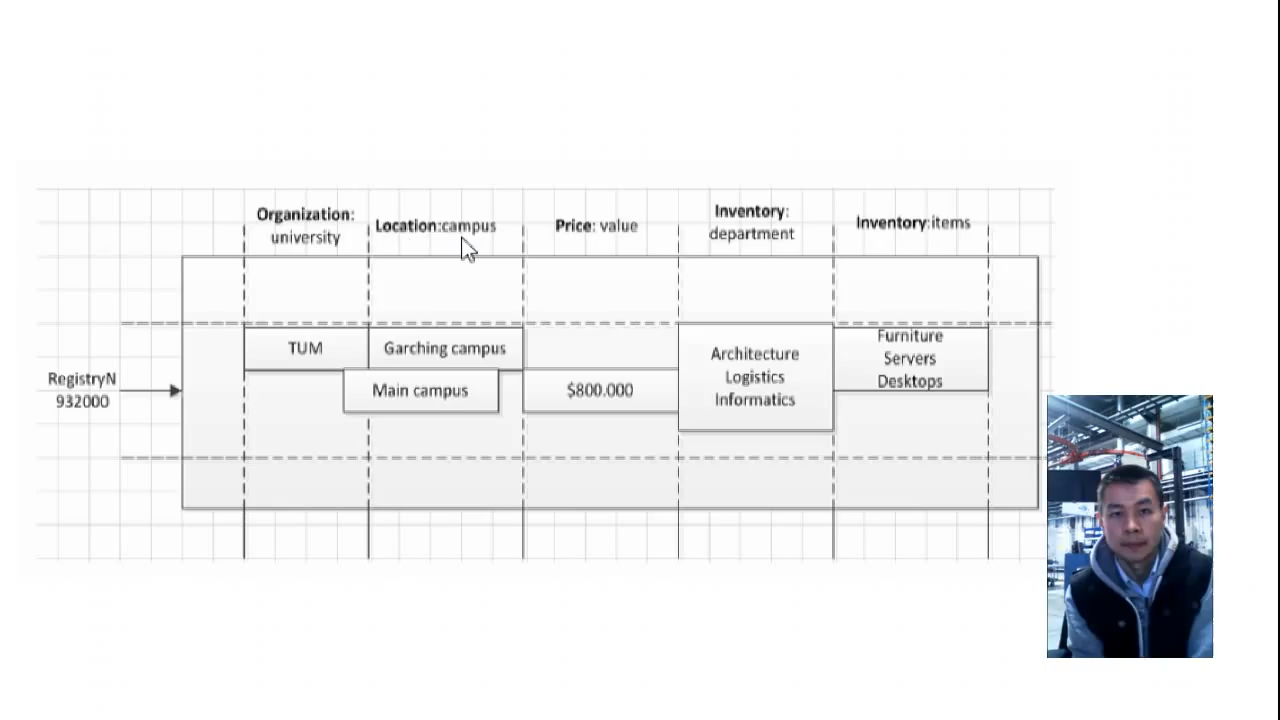 Organization:
university
Location:campus
Price: value
Inventory:
department
Inventory:items
RegistryN
932000
TUM
Garching campus
Main campus
$800.000
Architecture
Logistics
Informatics
Furniture
Servers
Desktops